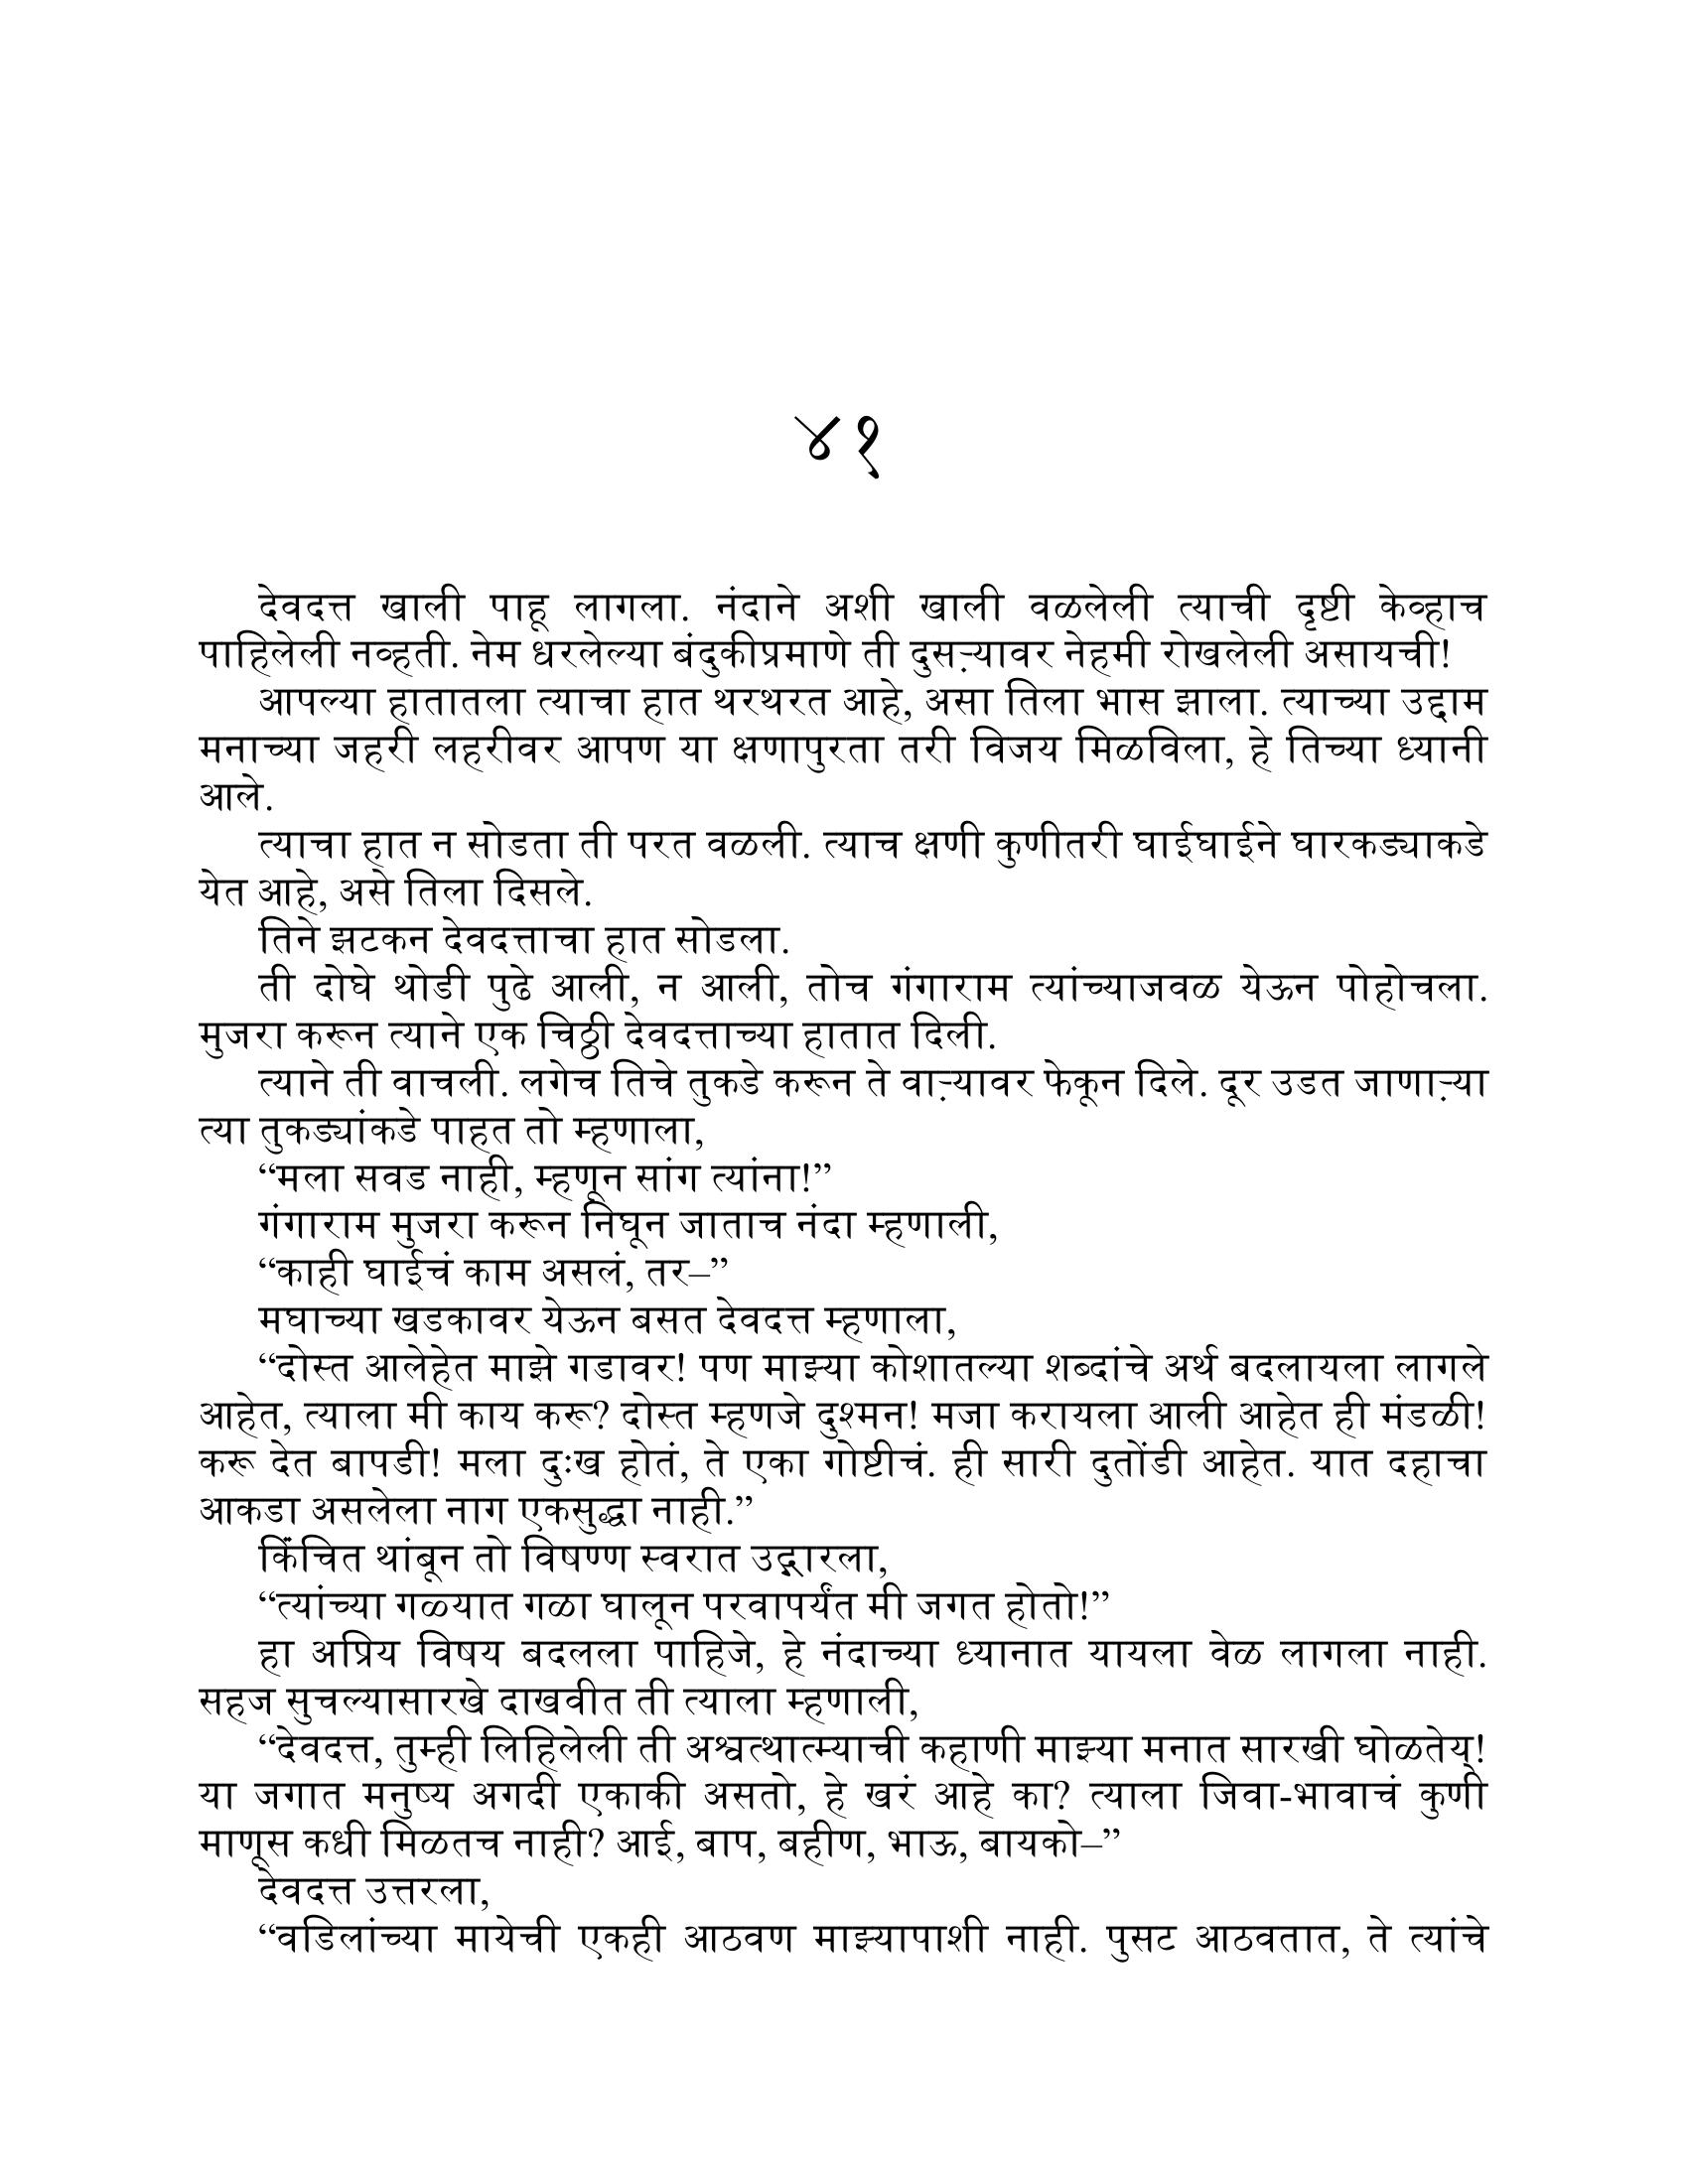 ४१
देवदत्त खाली पाहू लागला. नंदाने अशी खाली वळलेली त्याची दृष्टी केव्हाच
पाहिलेली नव्हती. नेम धरलेल्या बंदुकीप्रमाणे ती दुसऱ्यावर नेहमी रोखलेली असायची!
आपल्या हातातला त्याचा हात थरथरत आहे, असा तिला भास झाला. त्याच्या उद्दाम
मनाच्या जहरी लहरीवर आपण या क्षणापुरता तरी विजय मिळविला, हे तिच्या ध्यानी
आले.
त्याचा हात न सोडता ती परत वळली. त्याच क्षणी कुणीतरी घाईघाईने घारकड्याकडे
येत आहे, असे तिला दिसले.
तिने झटकन देवदत्ताचा हात सोडला.
ती दोघे थोडी पुढे आली, न आली, तोच गंगाराम त्यांच्याजवळ येऊन पोहोचला.
मुजरा करून त्याने एक चिठ्ठी देवदत्ताच्या हातात दिली.
त्याने ती वाचली. लगेच तिचे तुकडे करून ते वाऱ्यावर फेकून दिले. दूर उडत जाणाऱ्या
त्या तुकड्यांकडे पाहत तो म्हणाला,
“मला सवड नाही, म्हणून सांग त्यांना!”
गंगाराम मुजरा करून निघून जाताच नंदा म्हणाली,
“काही घाईचं काम असलं, तर–”
मघाच्या खडकावर येऊन बसत देवदत्त म्हणाला,
“दोस्त आलेहेत माझे गडावर! पण माझ्या कोशातल्या शब्दांचे अर्थ बदलायला लागले
आहेत, त्याला मी काय करू? दोस्त म्हणजे दुश्मन! मजा करायला आली आहेत ही मंडळी!
करू देत बापडी! मला दुःख होतं, ते एका गोष्टीचं. ही सारी दुतोंडी आहेत. यात दहाचा
आकडा असलेला नाग एकसुद्धा नाही.”
किंचित थांबून तो विषण्ण स्वरात उद्गारला,
“त्यांच्या गळ्यात गळा घालून परवापर्यंत मी जगत होतो!”
हा अप्रिय विषय बदलला पाहिजे, हे नंदाच्या ध्यानात यायला वेळ लागला नाही.
सहज सुचल्यासारखे दाखवीत ती त्याला म्हणाली,
“देवदत्त, तुम्ही लिहिलेली ती अश्वत्थात्म्याची कहाणी माझ्या मनात सारखी घोळतेय्!
या जगात मनुष्य अगदी एकाकी असतो, हे खरं आहे का? त्याला जिवा-भावाचं कुणी
माणूस कधी मिळतच नाही? आई, बाप, बहीण, भाऊ, बायको–”
देवदत्त उत्तरला,
“वडिलांच्या मायेची एकही आठवण माझ्यापाशी नाही. पुसट आठवतात, ते त्यांचे